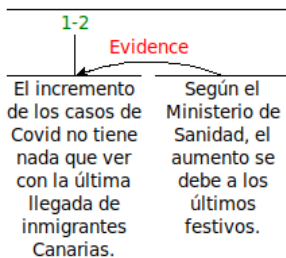 1-2
Evidence
El incremento
de los casos de
Covid no tiene
nada que ver
con la última
llegada de
inmigrantes
Canarias.
Según el
Ministerio de
Sanidad, el
aumento se
debe a los
últimos
festivos.